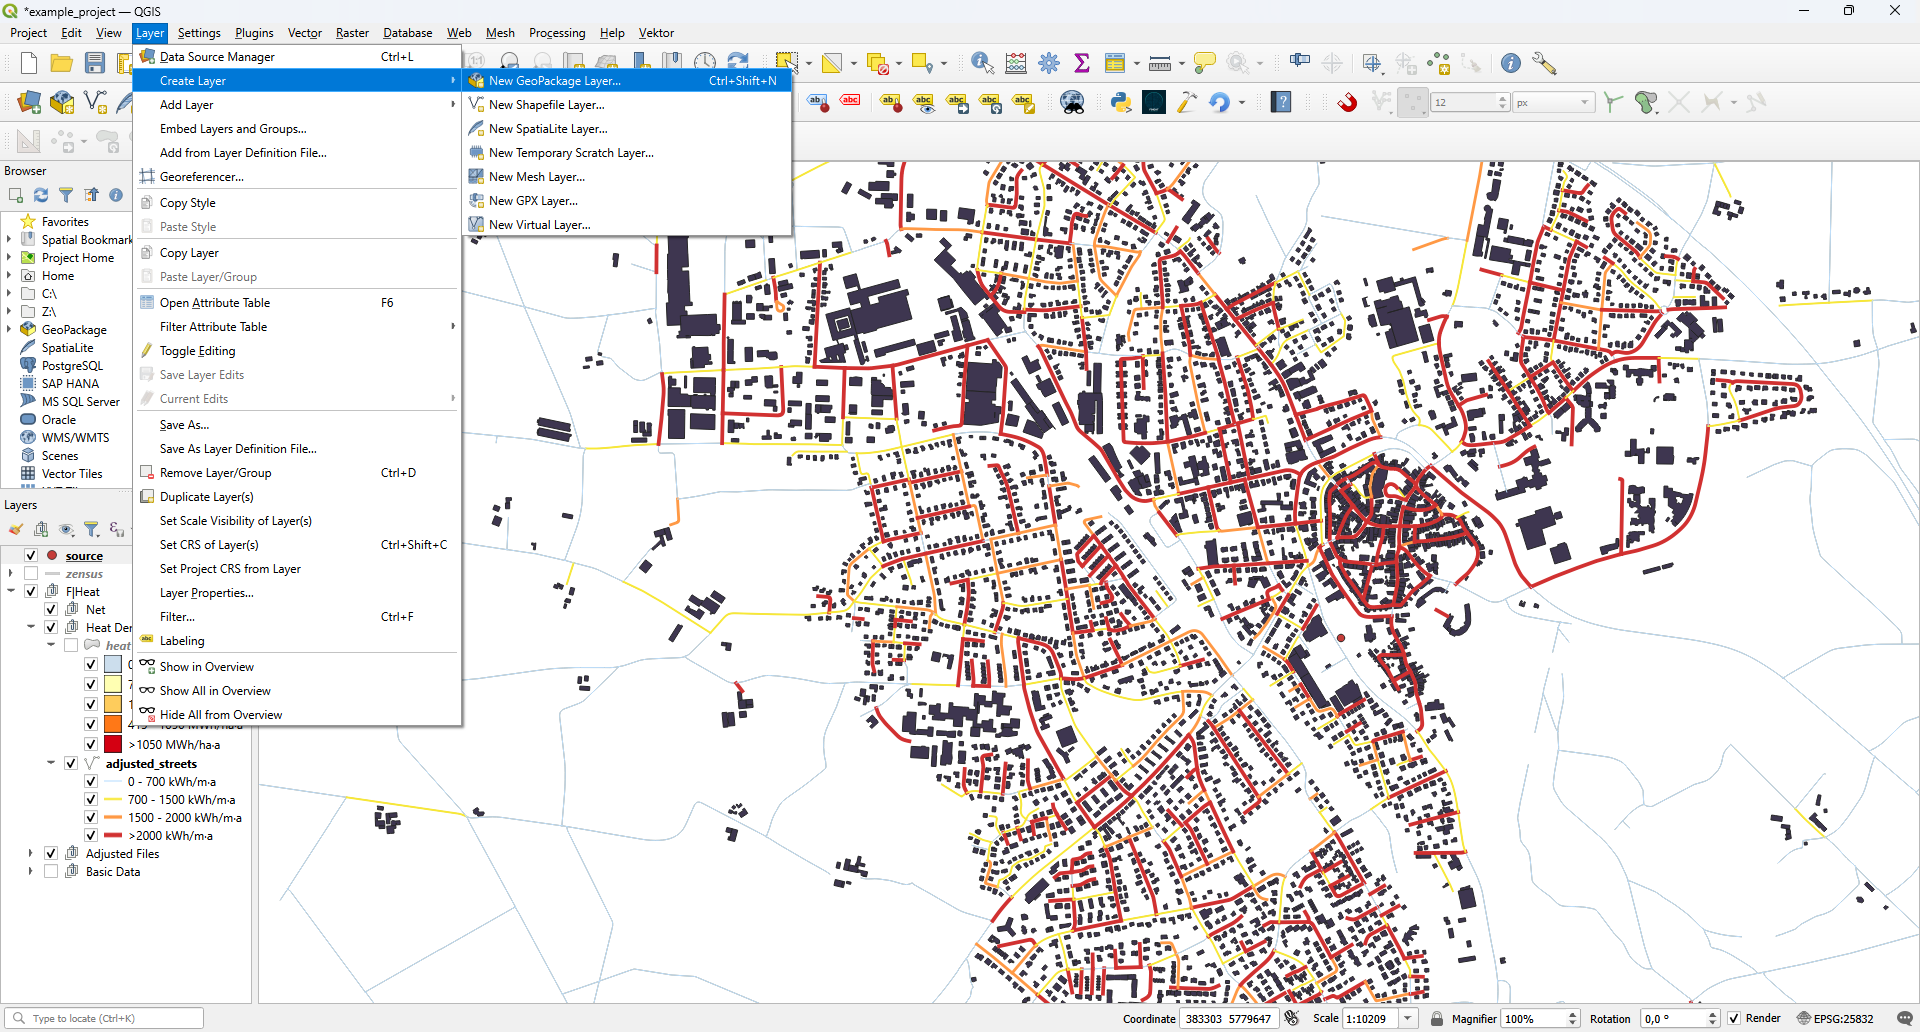 *example_project — QGIS
Project Edit View Layer Settings Plugins Vector Raster Database Web Mesh Processing Help Vektor
Data Source Manager Ctrl+L
Create Layer
Add Layer
Embed Layers and Groups...
Add from Layer Definition File...
Georeferencer...
Copy Style
Paste Style
Copy Layer
Paste Layer/Group
Open Attribute Table F6
Filter Attribute Table
Toggle Editing
Save Layer Edits
Current Edits
Save As...
Save As Layer Definition File...
Remove Layer/Group Ctrl+D
Duplicate Layer(s)
Set Scale Visibility of Layer(s)
Set CRS of Layer(s) Ctrl+Shift+C
Set Project CRS from Layer
Layer Properties...
Filter... Ctrl+F
Labeling
Show in Overview
Show All in Overview
Hide All from Overview
New GeoPackage Layer... Ctrl+Shift+N
New Shapefile Layer...
New SpatiaLite Layer...
New Temporary Scratch Layer...
New Mesh Layer...
New GPX Layer...
New Virtual Layer...
12 px
Browser
Favorites
Spatial Bookmark
Project Home
Home
C:\
Z:\
GeoPackage
SpatiaLite
PostgreSQL
SAP HANA
MS SQL Server
Oracle
WMS/WMTS
Scenes
Vector Tiles
Layers
source
zensus
F|Heat
Net
Heat Der
heat
>1050 MWh/ha·a
adjusted_streets
0 - 700 kWh/m·a
700 - 1500 kWh/m·a
1500 - 2000 kWh/m·a
>2000 kWh/m·a
Adjusted Files
Basic Data
Type to locate (Ctrl+K)
Coordinate 383303 5779647 Scale 1:10209 Magnifier 100% Rotation 0,0 ° Render EPSG:25832